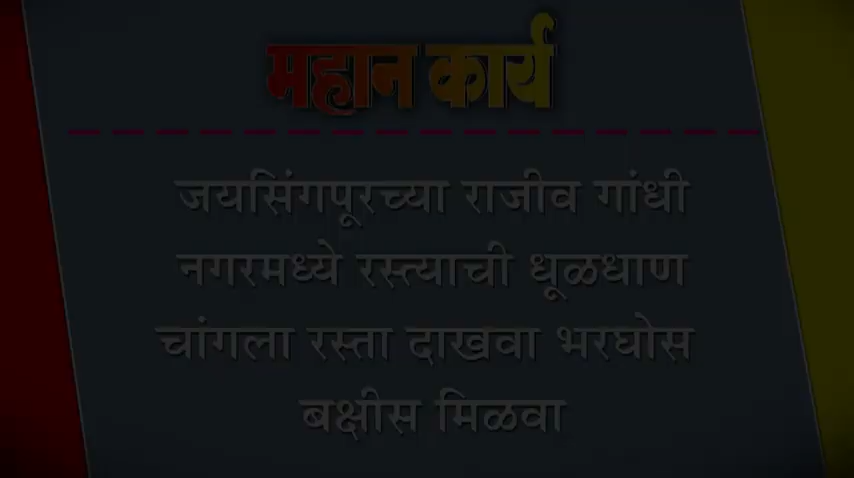 महान कार्य
जयसिंगपूरच्या राजीव गांधी
नगरमध्ये रस्त्याची धूळधाण
चांगला रस्ता दाखवा भरघोस
बक्षीस मिळवा